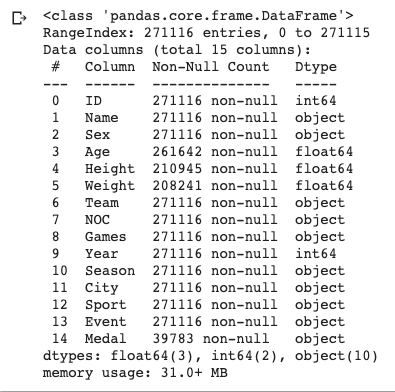 <class 'pandas.core.frame.DataFrame'>
RangeIndex: 271116 entries, 0 to 271115
Data columns (total 15 columns):
 #   Column  Non-Null Count   Dtype
---  ------  --------------   -----
 0   ID      271116 non-null  int64
 1   Name    271116 non-null  object
 2   Sex     271116 non-null  object
 3   Age     261642 non-null  float64
 4   Height  210945 non-null  float64
 5   Weight  208241 non-null  float64
 6   Team    271116 non-null  object
 7   NOC     271116 non-null  object
 8   Games   271116 non-null  object
 9   Year    271116 non-null  int64
 10  Season  271116 non-null  object
 11  City    271116 non-null  object
 12  Sport   271116 non-null  object
 13  Event   271116 non-null  object
 14  Medal   39783 non-null   object
dtypes: float64(3), int64(2), object(10)
memory usage: 31.0+ MB